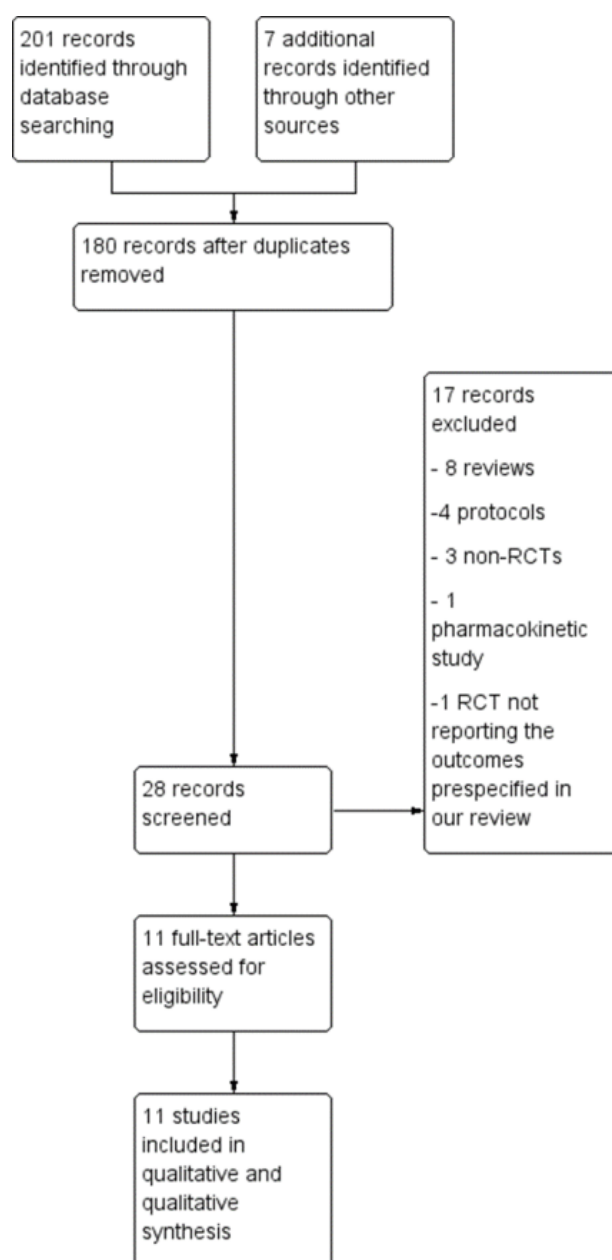 201 records
identified through
database
searching
7 additional
records identified
through other
sources
180 records after duplicates
removed
17 records
excluded
- 8 reviews
-4 protocols
- 3 non-RCTs
- 1
pharmacokinetic
study
-1 RCT not
reporting the
outcomes
prespecified in
our review
28 records
screened
11 full-text articles
assessed for
eligibility
11 studies
included in
qualitative and
qualitative
synthesis